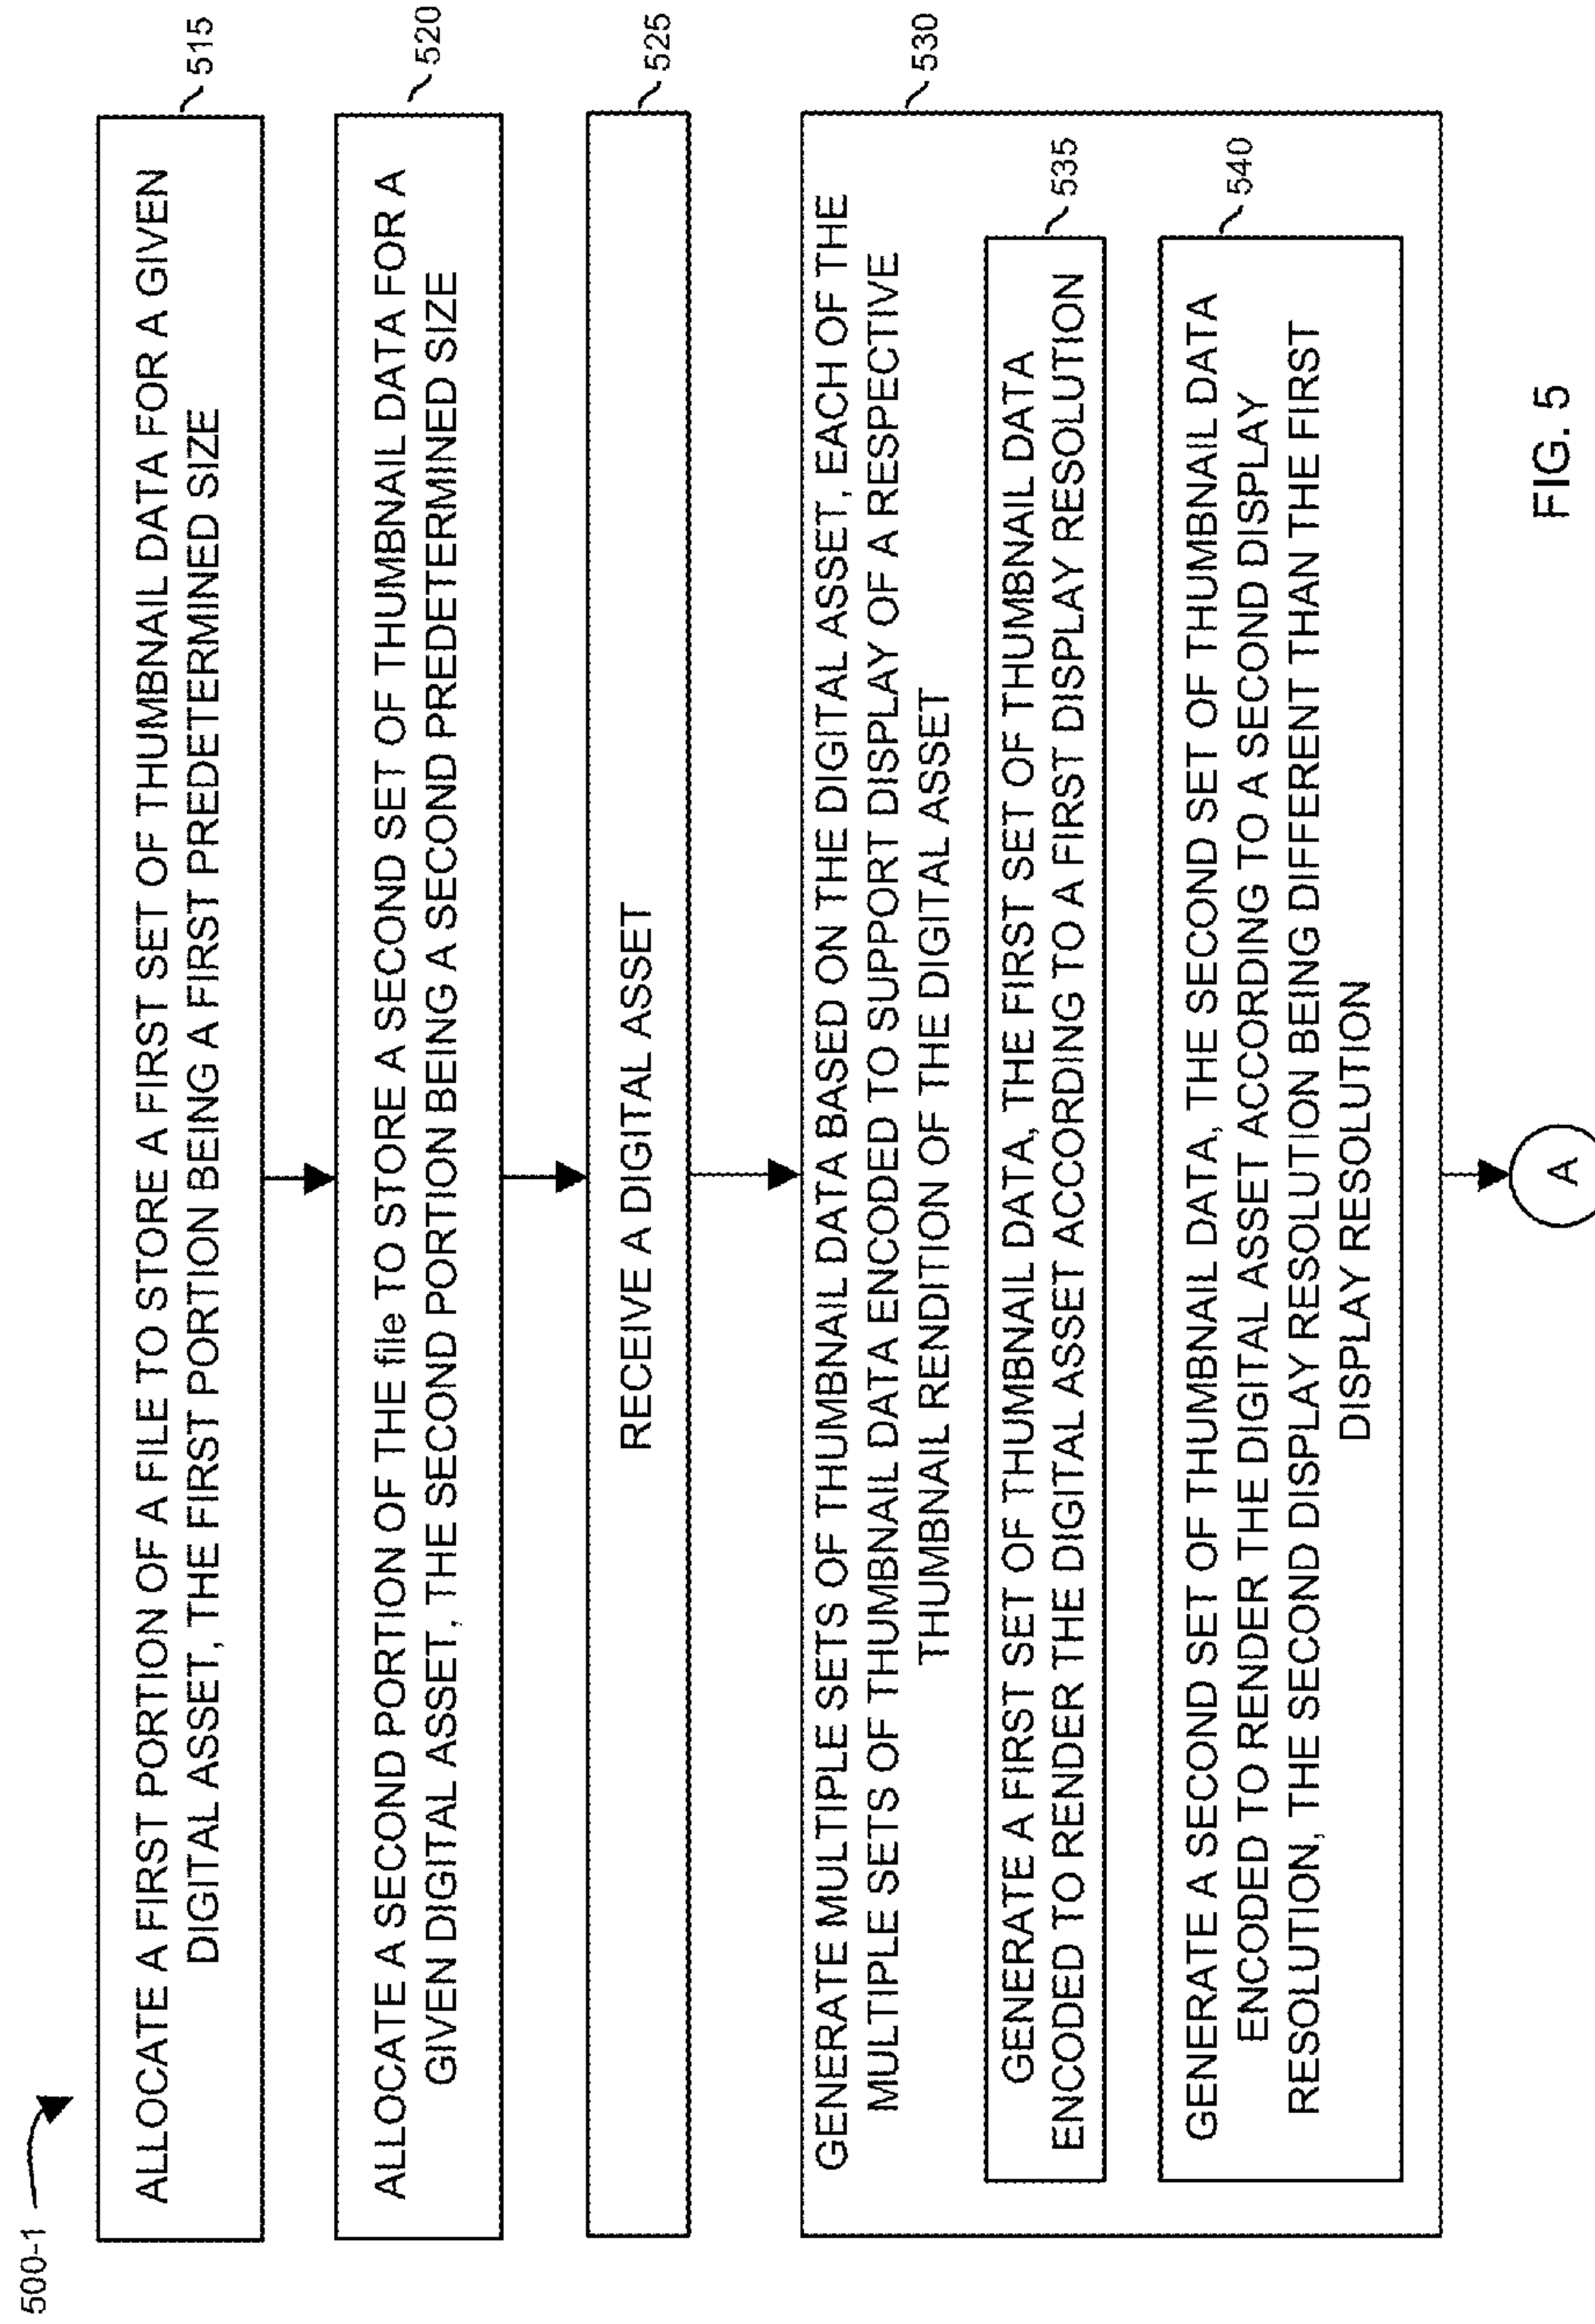 500-1
ALLOCATE A FIRST PORTION OF A FILE TO STORE A FIRST SET OF THUMBNAIL DATA FOR A GIVEN
DIGITAL ASSET, THE FIRST PORTION BEING A FIRST PREDETERMINED SIZE
515
ALLOCATE A SECOND PORTION OF THE file TO STORE A SECOND SET OF THUMBNAIL DATA FOR A
GIVEN DIGITAL ASSET, THE SECOND PORTION BEING A SECOND PREDETERMINED SIZE
520
RECEIVE A DIGITAL ASSET
525
GENERATE MULTIPLE SETS OF THUMBNAIL DATA BASED ON THE DIGITAL ASSET, EACH OF THE
MULTIPLE SETS OF THUMBNAIL DATA ENCODED TO SUPPORT DISPLAY OF A RESPECTIVE
THUMBNAIL RENDITION OF THE DIGITAL ASSET
530
GENERATE A FIRST SET OF THUMBNAIL DATA, THE FIRST SET OF THUMBNAIL DATA
ENCODED TO RENDER THE DIGITAL ASSET ACCORDING TO A FIRST DISPLAY RESOLUTION
535
GENERATE A SECOND SET OF THUMBNAIL DATA, THE SECOND SET OF THUMBNAIL DATA
ENCODED TO RENDER THE DIGITAL ASSET ACCORDING TO A SECOND DISPLAY
RESOLUTION, THE SECOND DISPLAY RESOLUTION BEING DIFFERENT THAN THE FIRST
DISPLAY RESOLUTION
540
A
FIG. 5